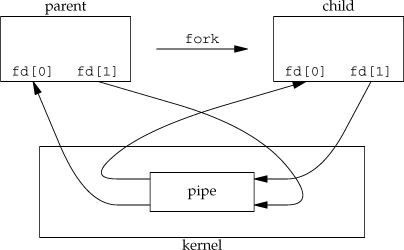 parent
child
fork
fd[0] fd[1]
fd[0] fd[1]
pipe
kernel